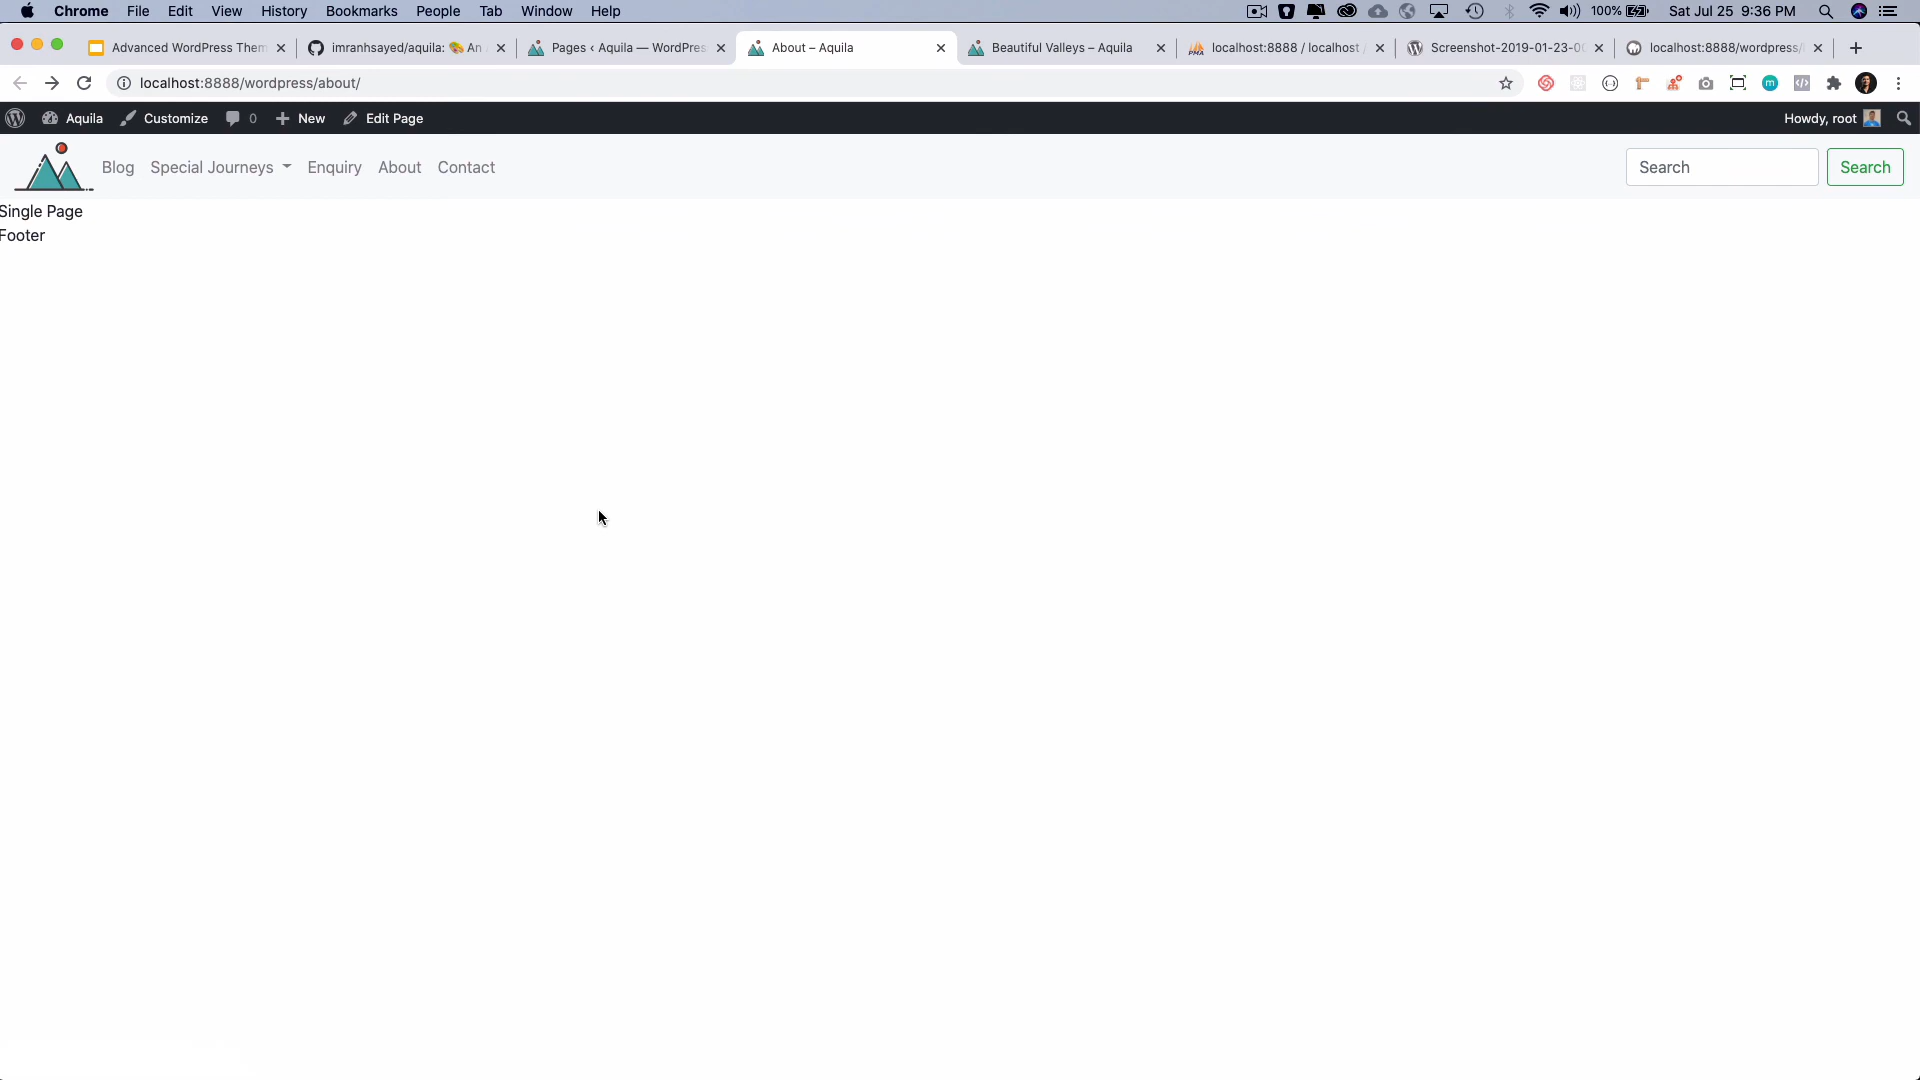 Chrome File Edit View History Bookmarks People Tab Window Help 100% Sat Jul 25 9:36 PM
Advanced WordPress Them imranhsayed/aquila: 🎨 An Pages ‹ Aquila — WordPres About – Aquila Beautiful Valleys – Aquila PMA localhost:8888 / localhost / Screenshot-2019-01-23-0 localhost:8888/wordpress/
localhost:8888/wordpress/about/
Aquila Customize 0 New Edit Page Howdy, root
Blog Special Journeys Enquiry About Contact Search Search
Single Page
Footer